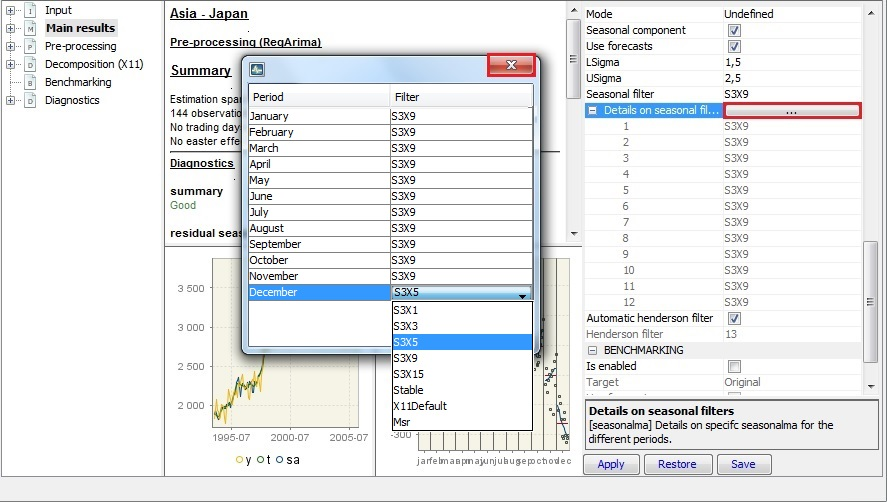 Input
Main results
Pre-processing
Decomposition (X11)
Benchmarking
Diagnostics
Asia - Japan
Pre-processing (RegArima)
Summary
Estimation spa
144 observatio
No trading day
No easter effe
Diagnostics
summary
Good
residual seas
Period Filter
January S3X9
February S3X9
March S3X9
April S3X9
May S3X9
June S3X9
July S3X9
August S3X9
September S3X9
October S3X9
November S3X9
December S3X5
S3X1
S3X3
S3X5
S3X9
S3X15
Stable
X11Default
Msr
3 500
3 000
2 500
2 000
1995-07 2000-07 2005-07
y t sa
-300
Mode Undefined
Seasonal component
Use forecasts
LSigma 1,5
USigma 2,5
Seasonal filter S3X9
Details on seasonal fil... ...
1 S3X9
2 S3X9
3 S3X9
4 S3X9
5 S3X9
6 S3X9
7 S3X9
8 S3X9
9 S3X9
10 S3X9
11 S3X9
12 S3X9
Automatic henderson filter
Henderson filter 13
BENCHMARKING
Is enabled
Target Original
Details on seasonal filters
[seasonalma] Details on specifc seasonalma for the
different periods.
Apply Restore Save